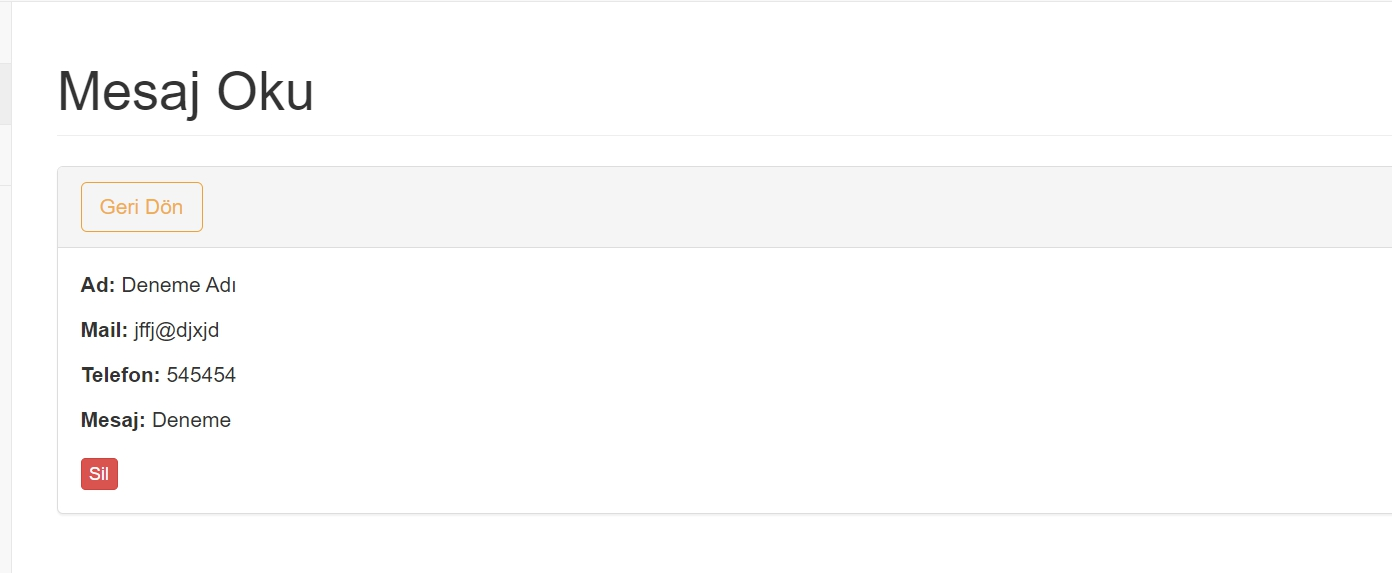 Mesaj Oku
Geri Dön
Ad: Deneme Adı
Mail: jffj@djxjd
Telefon: 545454
Mesaj: Deneme
Sil